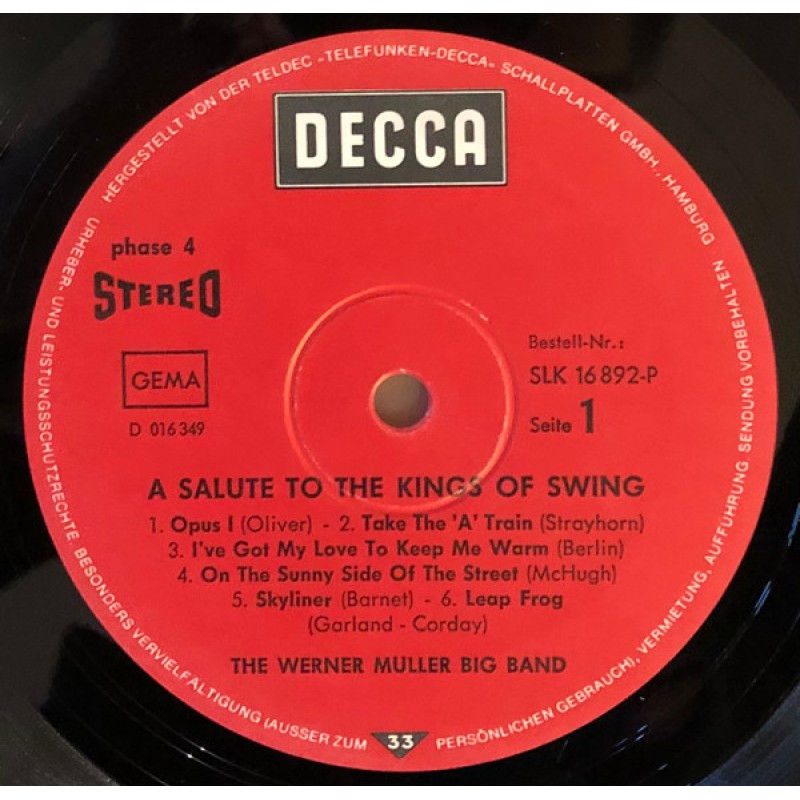 HERGESTELLT VON DER TELDEC »TELEFUNKEN-DECCA« SCHALLPLATTEN GMBH., HAMBURG
DECCA
phase 4
STEREO
GEMA
D 016349
Bestell-Nr.:
SLK 16 892-P
Seite 1
A SALUTE TO THE KINGS OF SWING
1. Opus I (Oliver) - 2. Take The 'A' Train (Strayhorn)
3. I've Got My Love To Keep Me Warm (Berlin)
4. On The Sunny Side Of The Street (McHugh)
5. Skyliner (Barnet) - 6. Leap Frog
(Garland - Corday)
THE WERNER MULLER BIG BAND
URHEBER- UND LEISTUNGSSCHUTZRECHTE, BESONDERS VERVIELFÄLTIGUNG (AUSSER ZUM PERSÖNLICHEN GEBRAUCH), VERMIETUNG, AUFFÜHRUNG, SENDUNG VORBEHALTEN
33